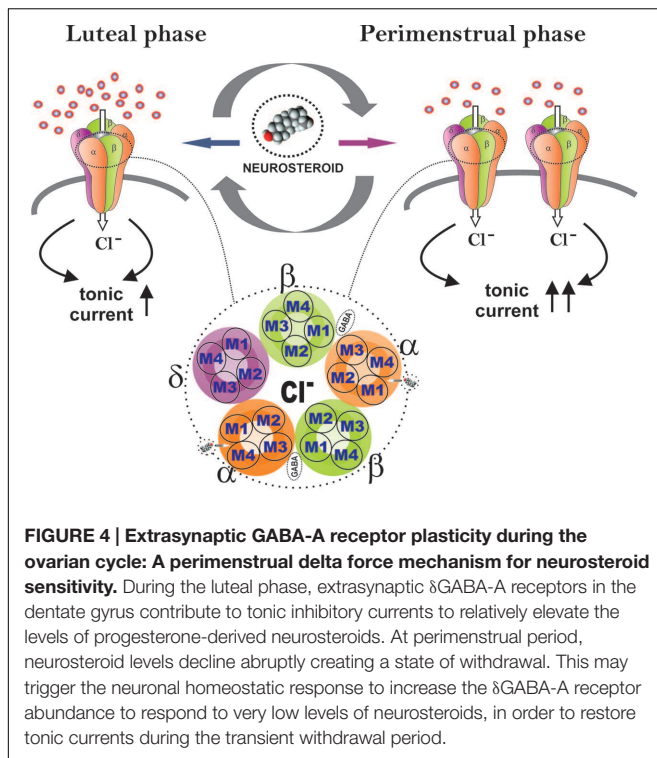 Luteal phase
Perimenstrual phase
δ α β
NEUROSTEROID
δ α β
δ α β
Cl⁻
tonic
current
Cl⁻
Cl⁻
tonic
current
β
M4
M3 M1
M2
GABA
α
M3
M4
M2
M1
δ
M1
M4
M2
M3
Cl⁻
M2
M1
M3
M4
α
GABA
M2
M3
M1
M4
β
FIGURE 4 | Extrasynaptic GABA-A receptor plasticity during the
ovarian cycle: A perimenstrual delta force mechanism for neurosteroid
sensitivity. During the luteal phase, extrasynaptic δGABA-A receptors in the
dentate gyrus contribute to tonic inhibitory currents to relatively elevate the
levels of progesterone-derived neurosteroids. At perimenstrual period,
neurosteroid levels decline abruptly creating a state of withdrawal. This may
trigger the neuronal homeostatic response to increase the δGABA-A receptor
abundance to respond to very low levels of neurosteroids, in order to restore
tonic currents during the transient withdrawal period.